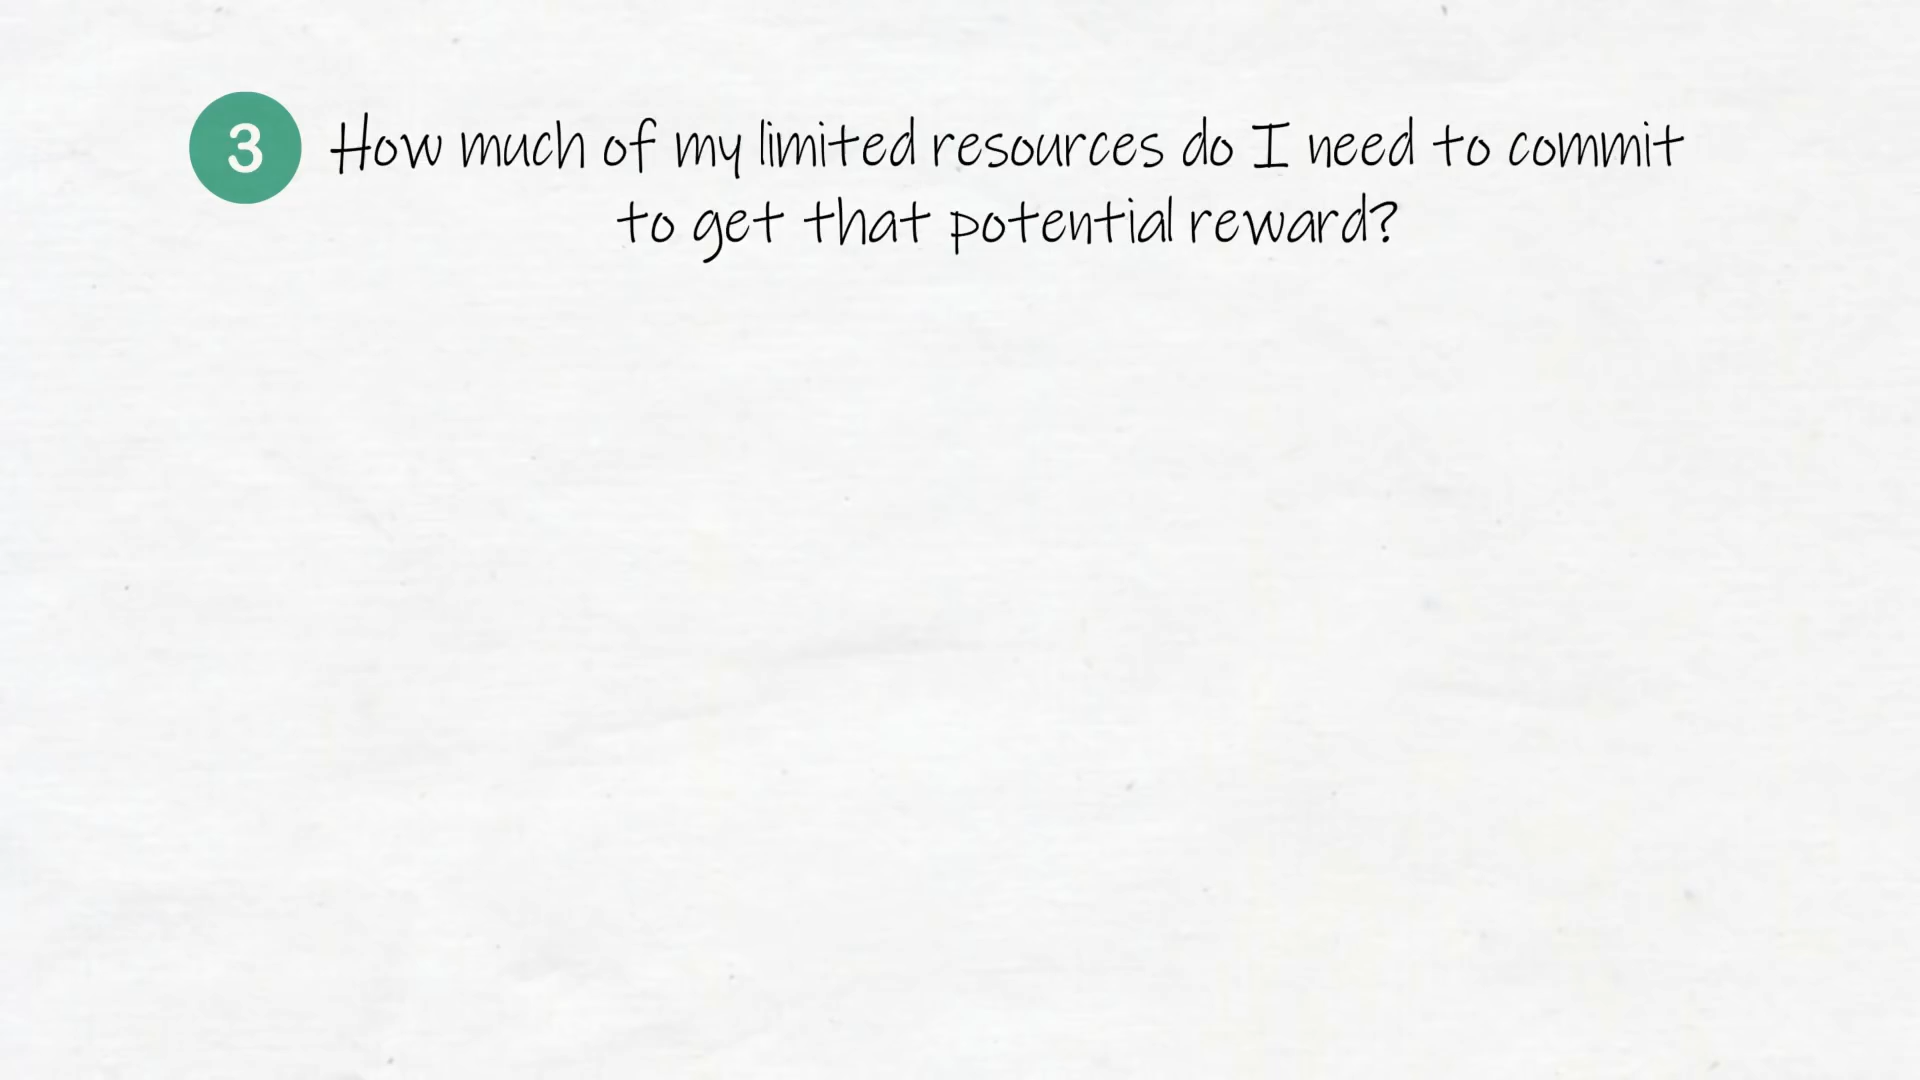 3 How much of my limited resources do I need to commit
to get that potential reward?